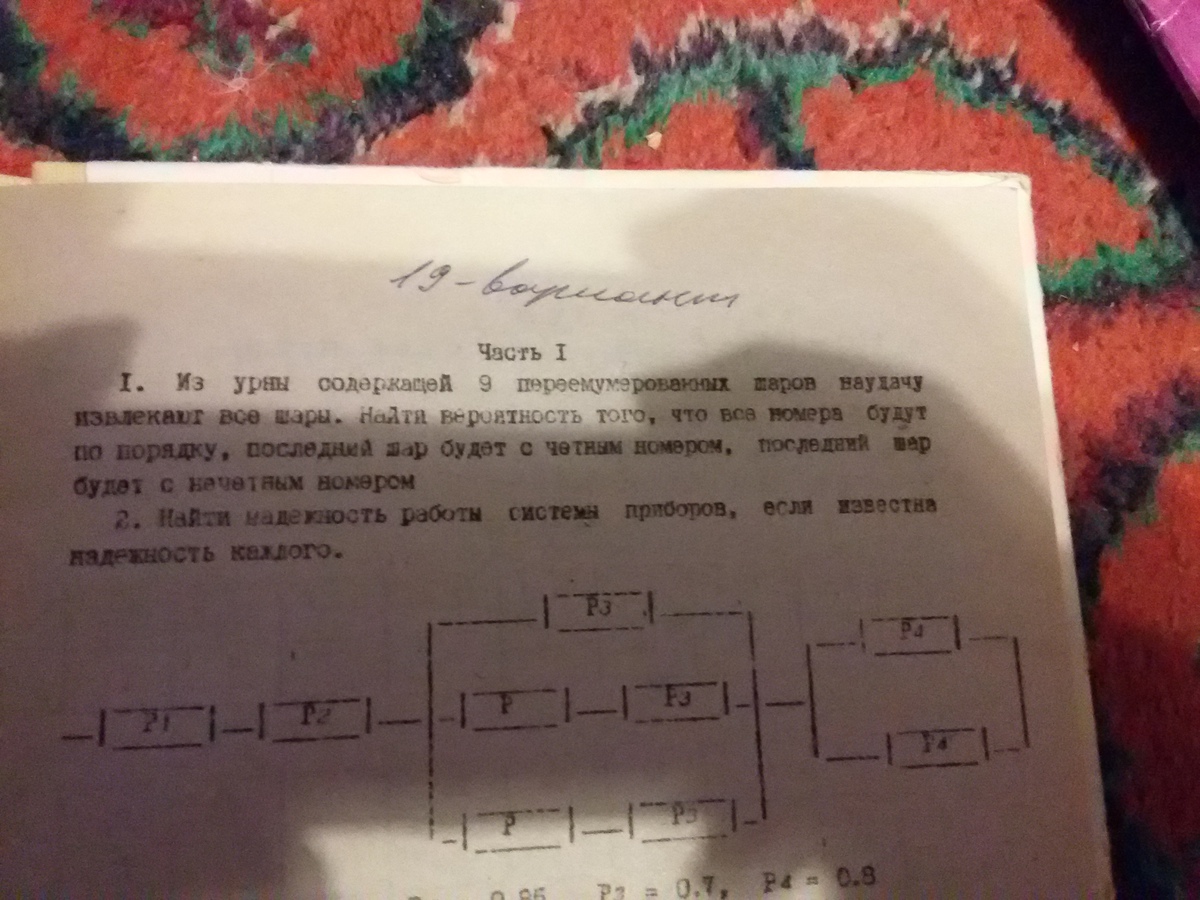 19-вариант
Часть I
I. Из урны содержащей 9 перенумерованных шаров наудачу
извлекают все шары. Найти вероятность того, что все номера будут
по порядку, последний шар будет с четным номером, последний шар
будет с нечетным номером
2. Найти надежность работы системы приборов, если известна
надежность каждого.
P3
P4
P1 P2 P P3
P4
P P3
0.85 P3 = 0.7, P4 = 0.8